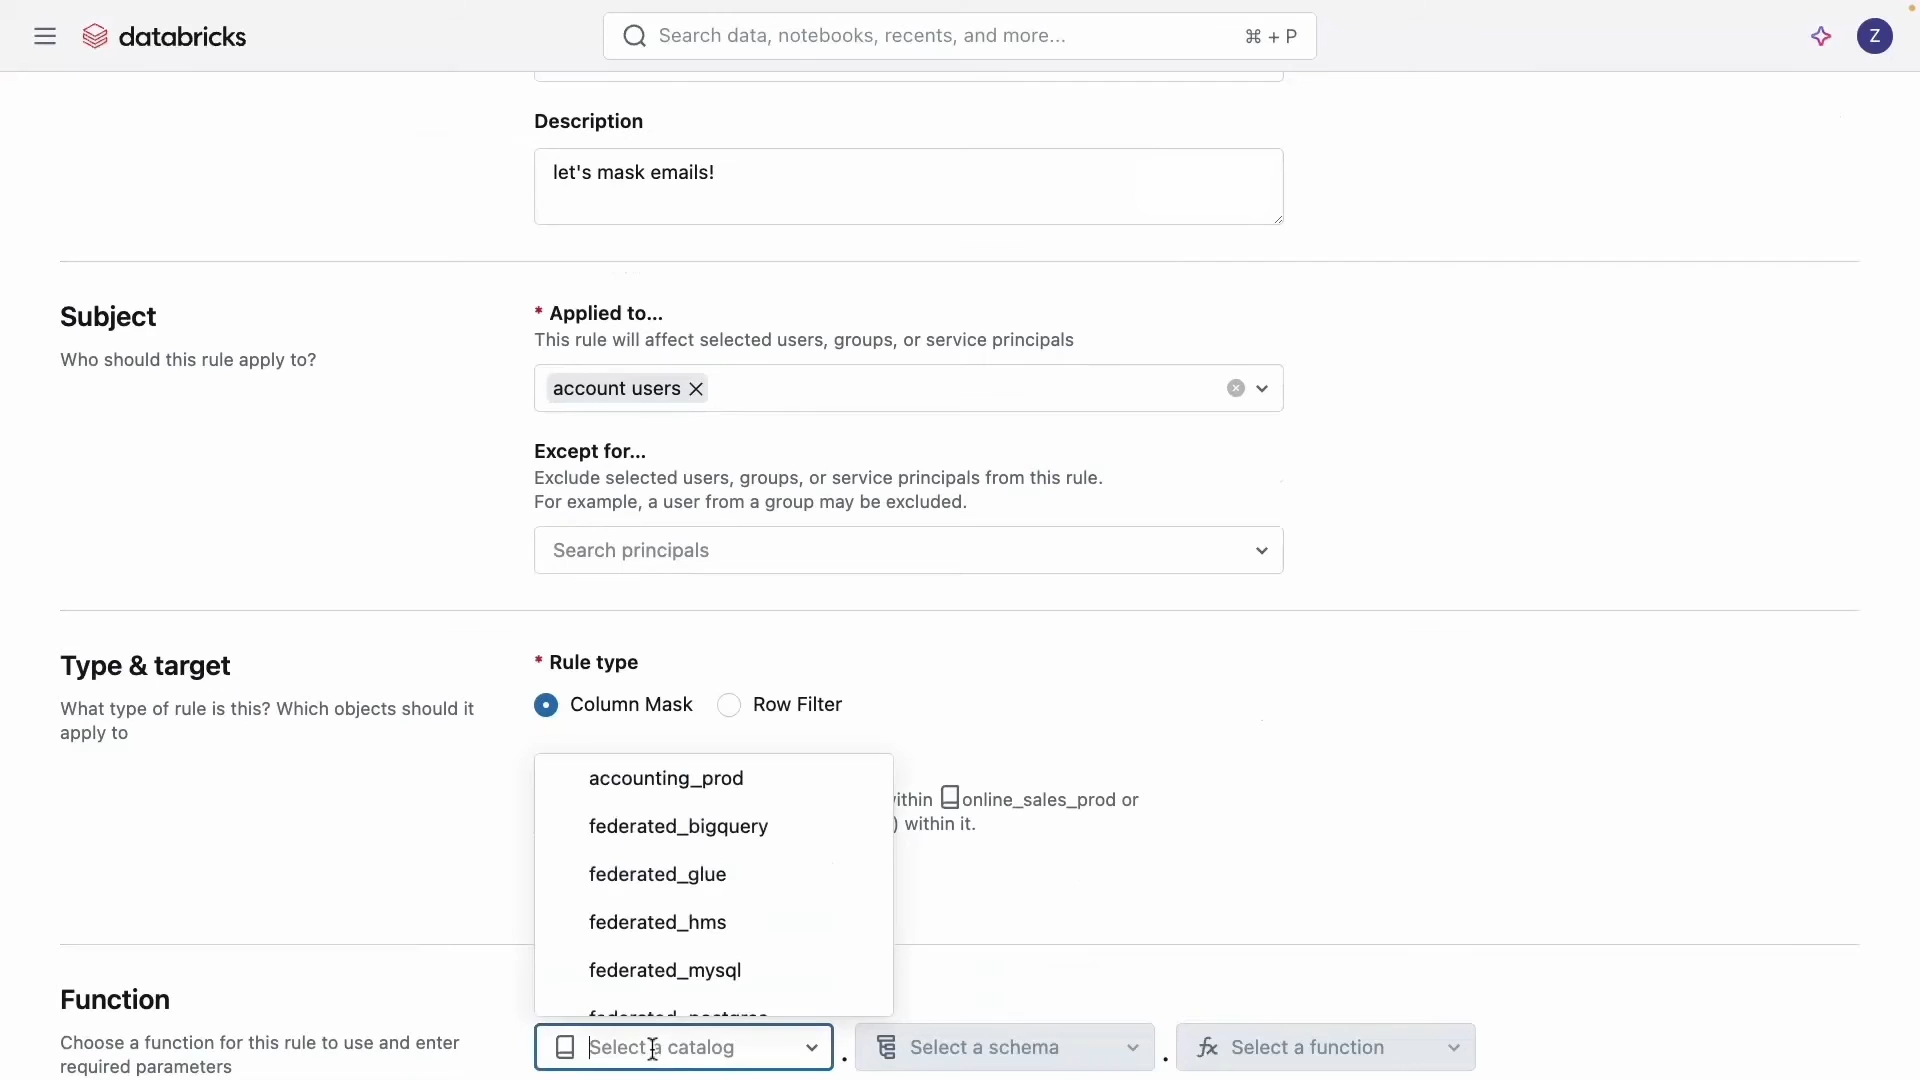 databricks
Search data, notebooks, recents, and more...
⌘ + P
Z
Description
let's mask emails!
Subject
Who should this rule apply to?
* Applied to...
This rule will affect selected users, groups, or service principals
account users
Except for...
Exclude selected users, groups, or service principals from this rule.
For example, a user from a group may be excluded.
Search principals
Type & target
What type of rule is this? Which objects should it
apply to
* Rule type
Column Mask
Row Filter
accounting_prod
federated_bigquery
federated_glue
federated_hms
federated_mysql
online_sales_prod or
) within it.
Function
Choose a function for this rule to use and enter
required parameters
Select a catalog
.
Select a schema
.
fx Select a function